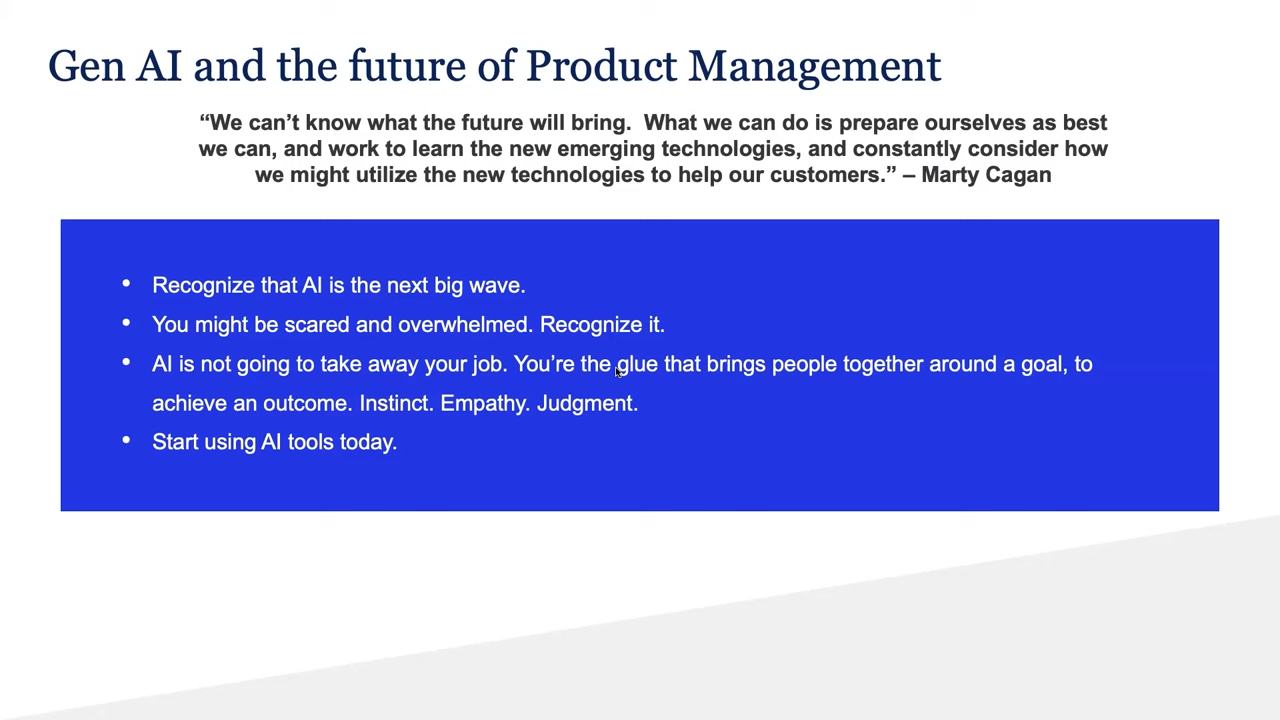 Gen AI and the future of Product Management
“We can’t know what the future will bring.  What we can do is prepare ourselves as best
we can, and work to learn the new emerging technologies, and constantly consider how
we might utilize the new technologies to help our customers.” – Marty Cagan
• Recognize that AI is the next big wave.
• You might be scared and overwhelmed. Recognize it.
• AI is not going to take away your job. You’re the glue that brings people together around a goal, to
achieve an outcome. Instinct. Empathy. Judgment.
• Start using AI tools today.